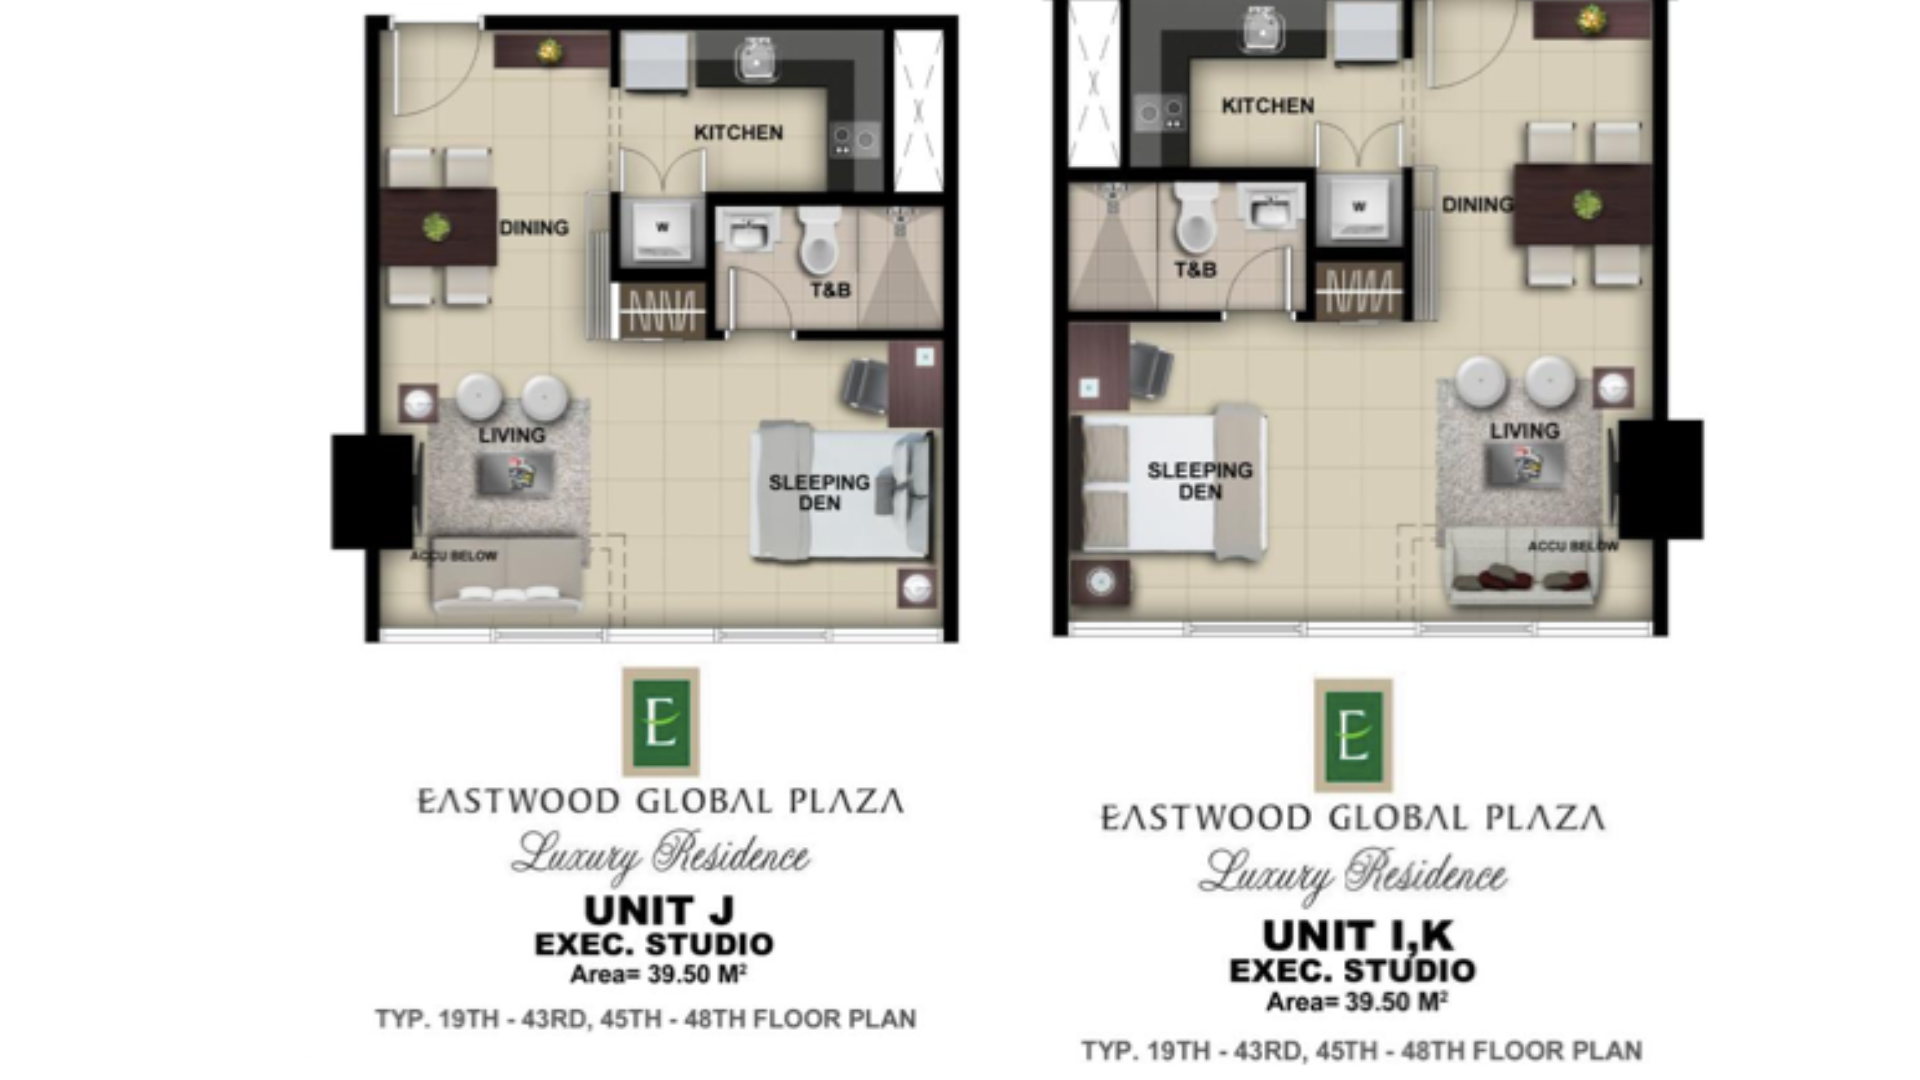 KITCHEN
DINING
W
T&B
LIVING
SLEEPING
DEN
ACCU BELOW
E
EASTWOOD GLOBAL PLAZA
Luxury Residence
UNIT J
EXEC. STUDIO
Area= 39.50 M²
TYP. 19TH - 43RD, 45TH - 48TH FLOOR PLAN
KITCHEN
DINING
W
T&B
LIVING
SLEEPING
DEN
ACCU BELOW
E
EASTWOOD GLOBAL PLAZA
Luxury Residence
UNIT I,K
EXEC. STUDIO
Area= 39.50 M²
TYP. 19TH - 43RD, 45TH - 48TH FLOOR PLAN